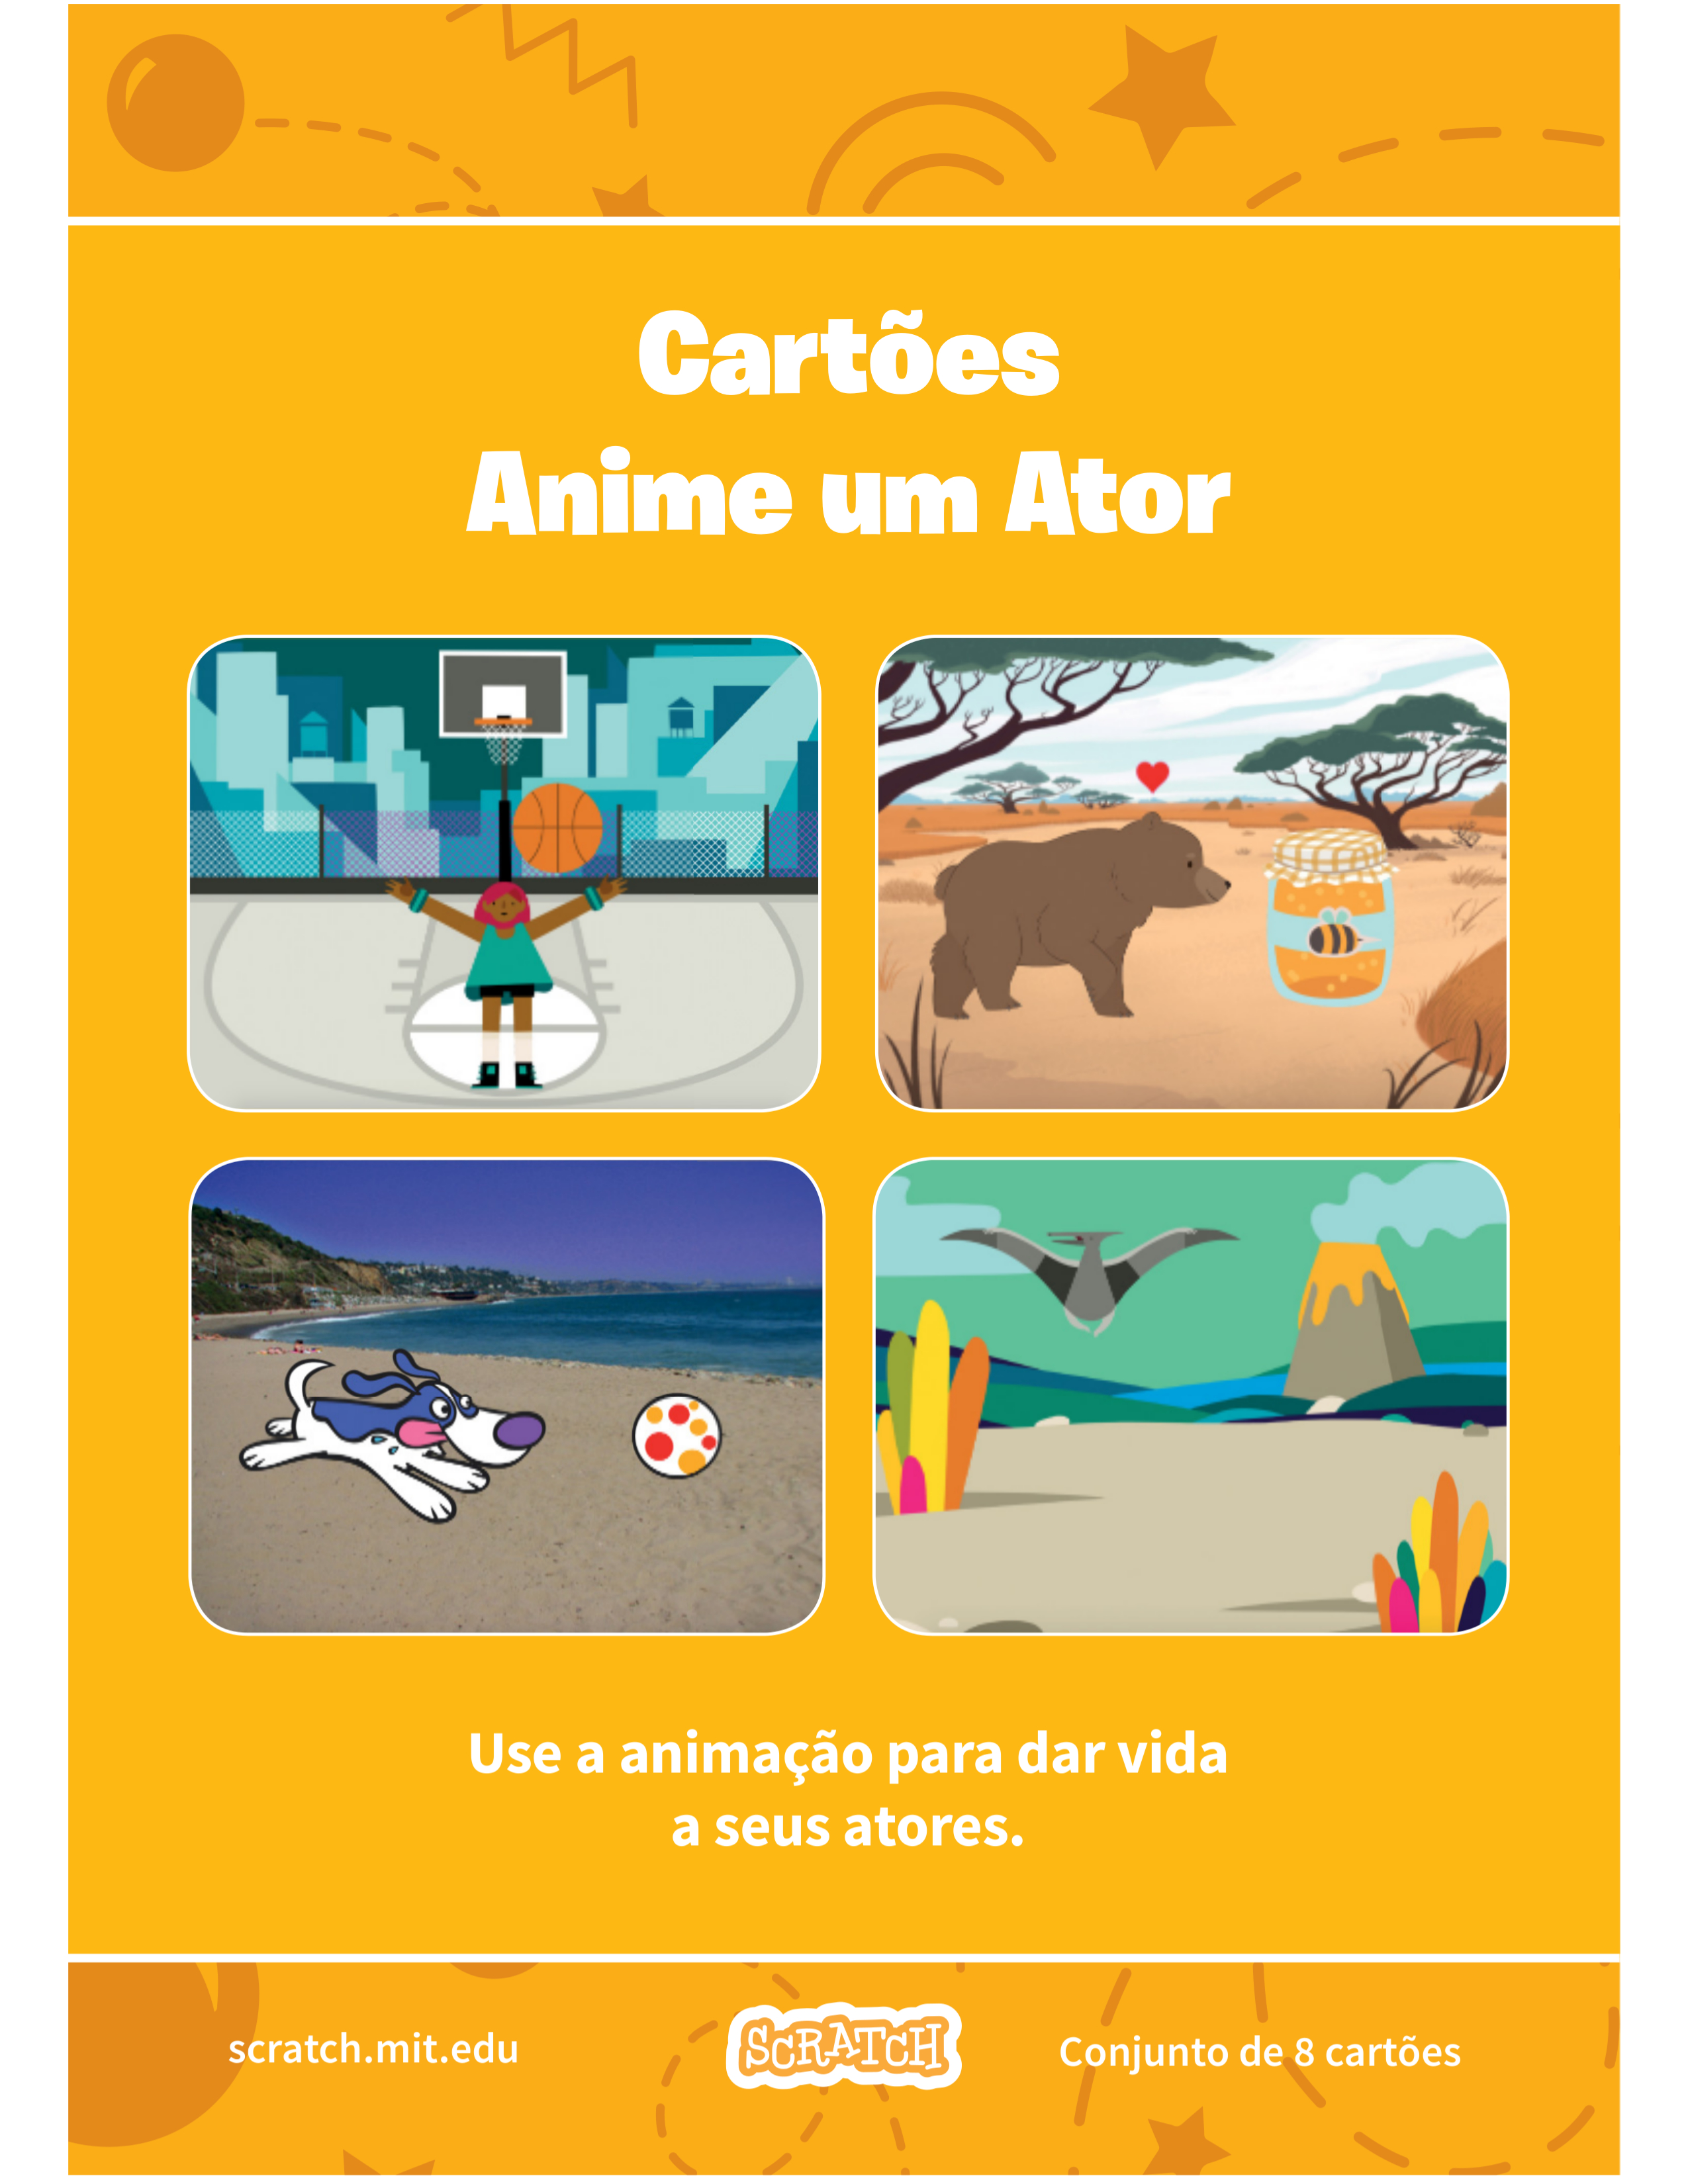 Cartões
Anime um Ator
Use a animação para dar vida
a seus atores.
scratch.mit.edu
SCRATCH
Conjunto de 8 cartões